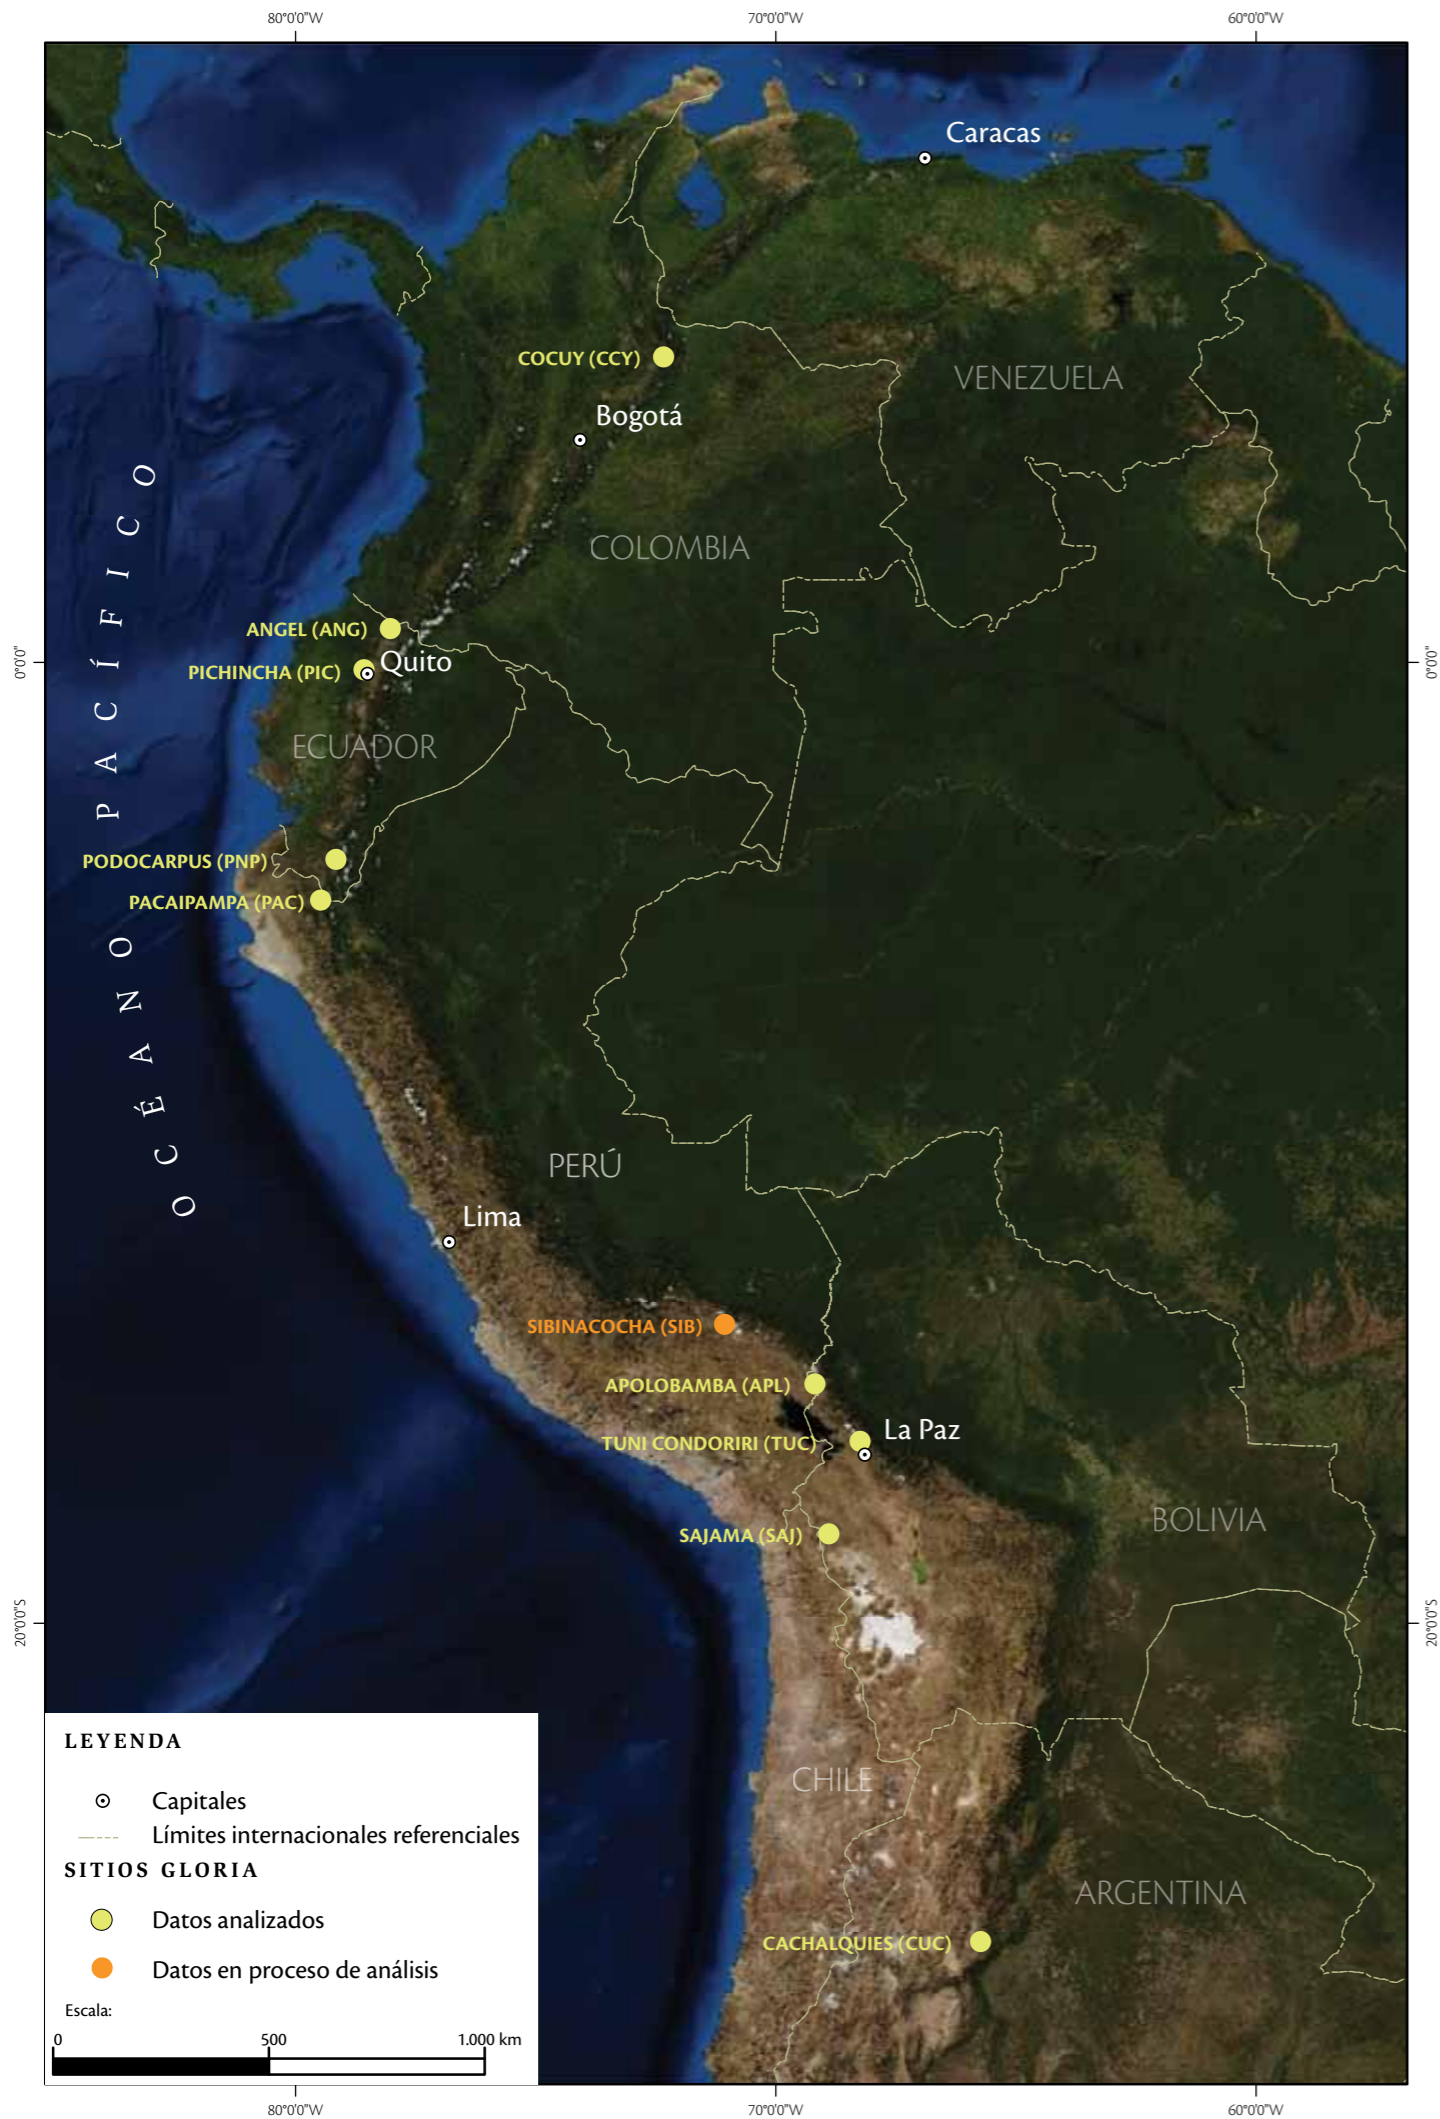 80°0'0"W
70°0'0"W
60°0'0"W
Caracas
VENEZUELA
COCUY (CCY)
Bogotá
COLOMBIA
ANGEL (ANG)
0°0'0"
0°0'0"
PICHINCHA (PIC)
Quito
ECUADOR
PODOCARPUS (PNP)
PACAIPAMPA (PAC)
OCÉANO PACÍFICO
PERÚ
Lima
SIBINACOCHA (SIB)
APOLOBAMBA (APL)
TUNI CONDORIRI (TUC)
La Paz
BOLIVIA
SAJAMA (SAJ)
20°0'0"S
20°0'0"S
CHILE
ARGENTINA
CACHALQUIES (CUC)
LEYENDA
Capitales
Límites internacionales referenciales
SITIOS GLORIA
Datos analizados
Datos en proceso de análisis
Escala:
0 500 1.000 km
80°0'0"W
70°0'0"W
60°0'0"W